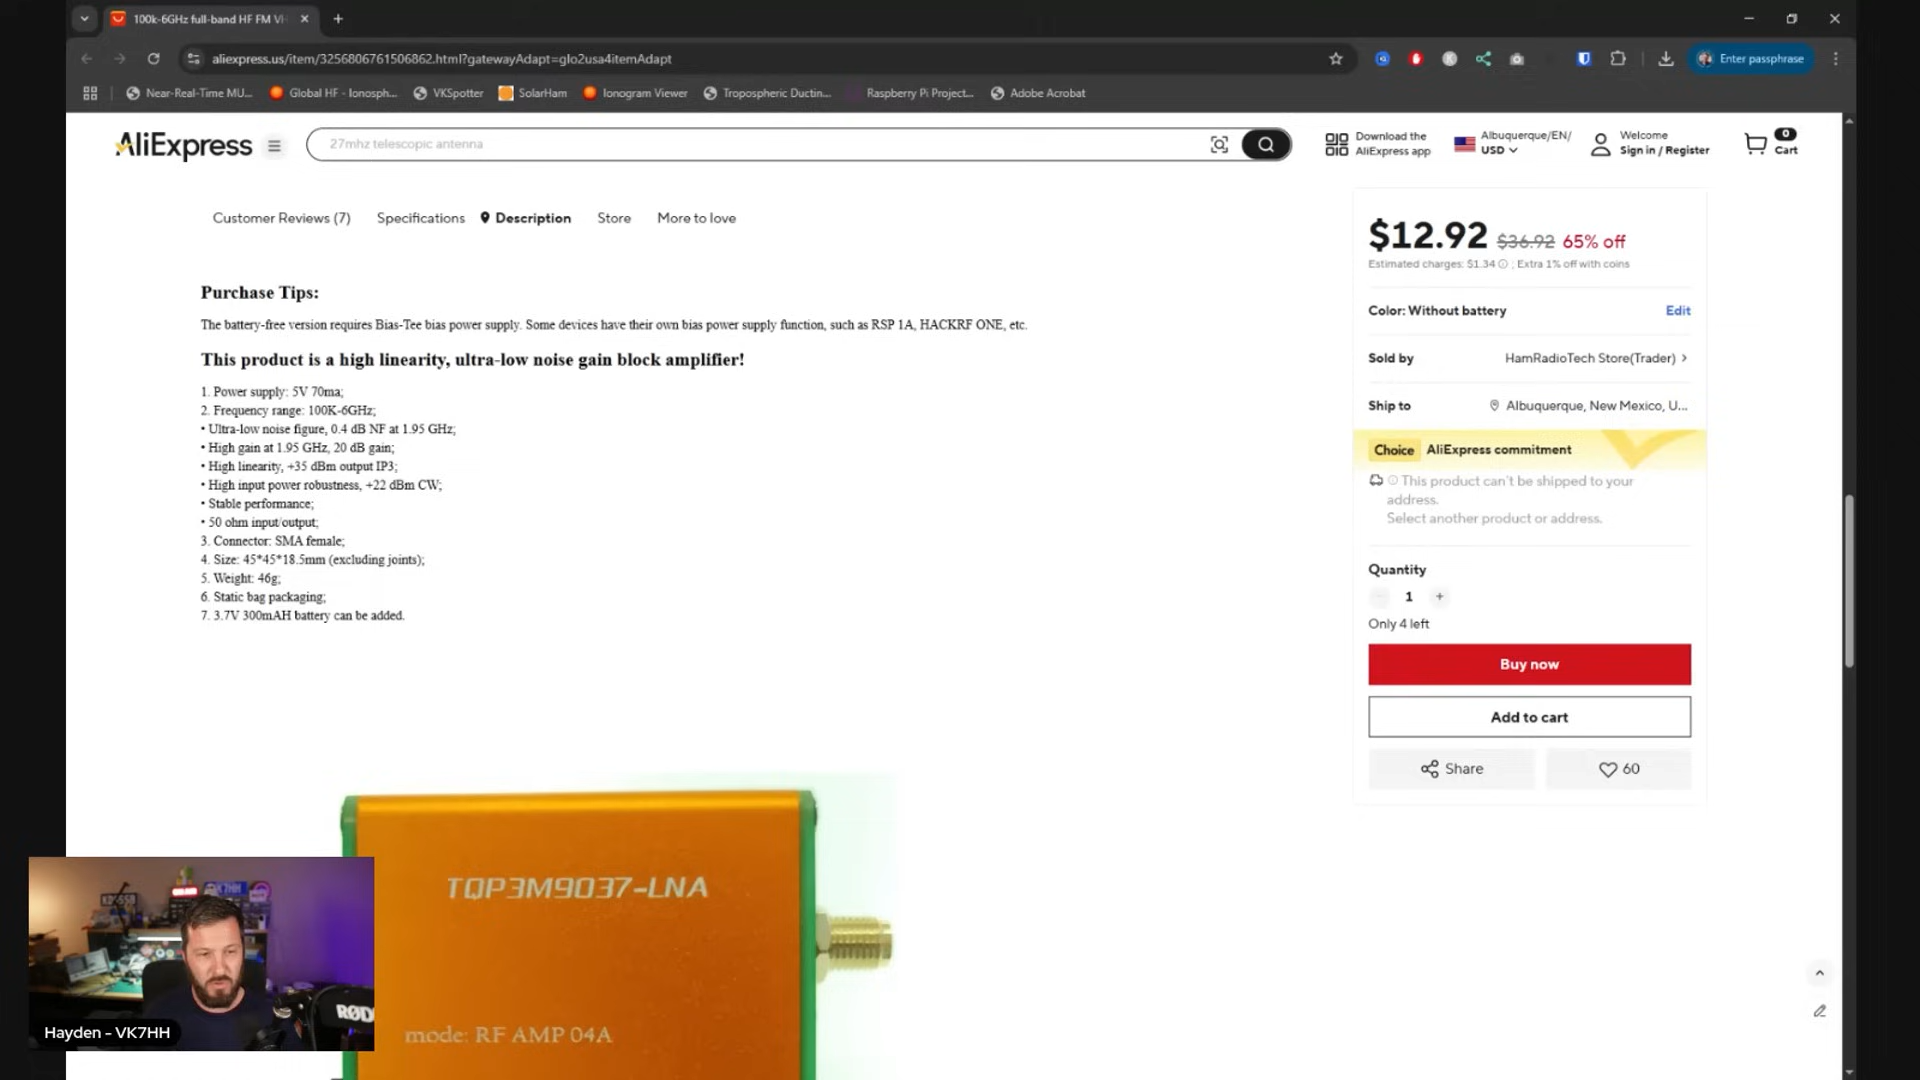 100k-6GHz full-band HF FM VH
aliexpress.us/item/3256806761506862.html?gatewayAdapt=glo2usa4itemAdapt
Enter passphrase
Near-Real-Time MU...
Global HF - Ionosph...
VKSpotter
SolarHam
Ionogram Viewer
Tropospheric Ductin...
Raspberry Pi Project...
Adobe Acrobat
AliExpress
27mhz telescopic antenna
Download the
AliExpress app
Albuquerque/EN/
USD
Welcome
Sign in / Register
0
Cart
Customer Reviews (7)
Specifications
Description
Store
More to love
Purchase Tips:
The battery-free version requires Bias-Tee bias power supply. Some devices have their own bias power supply function, such as RSP 1A, HACKRF ONE, etc.
This product is a high linearity, ultra-low noise gain block amplifier!
1. Power supply: 5V 70ma;
2. Frequency range: 100K-6GHz;
• Ultra-low noise figure, 0.4 dB NF at 1.95 GHz;
• High gain at 1.95 GHz, 20 dB gain;
• High linearity, +35 dBm output IP3;
• High input power robustness, +22 dBm CW;
• Stable performance;
• 50 ohm input/output;
3. Connector: SMA female;
4. Size: 45*45*18.5mm (excluding joints);
5. Weight: 46g;
6. Static bag packaging;
7. 3.7V 300mAH battery can be added.
$12.92 $36.92 65% off
Estimated charges: $1.34 ; Extra 1% off with coins
Color: Without battery
Edit
Sold by
HamRadioTech Store(Trader)
Ship to
Albuquerque, New Mexico, U...
Choice AliExpress commitment
This product can't be shipped to your
address.
Select another product or address.
Quantity
- 1 +
Only 4 left
Buy now
Add to cart
Share
60
TQP3M9037-LNA
mode: RF AMP 04A
RØDE
Hayden - VK7HH